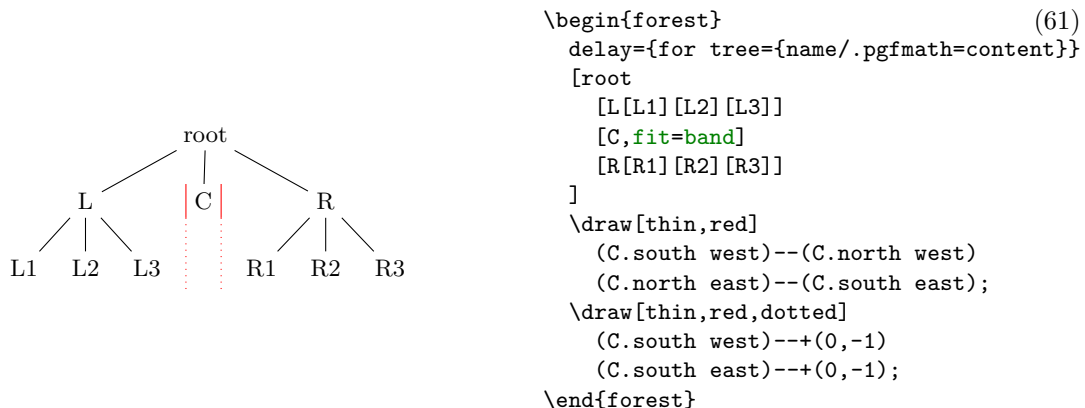 root
L C R
L1 L2 L3 R1 R2 R3
\begin{forest} (61)
delay={for tree={name/.pgfmath=content}}
[root
[L[L1][L2][L3]]
[C,fit=band]
[R[R1][R2][R3]]
]
\draw[thin,red]
(C.south west)--(C.north west)
(C.north east)--(C.south east);
\draw[thin,red,dotted]
(C.south west)--+(0,-1)
(C.south east)--+(0,-1);
\end{forest}